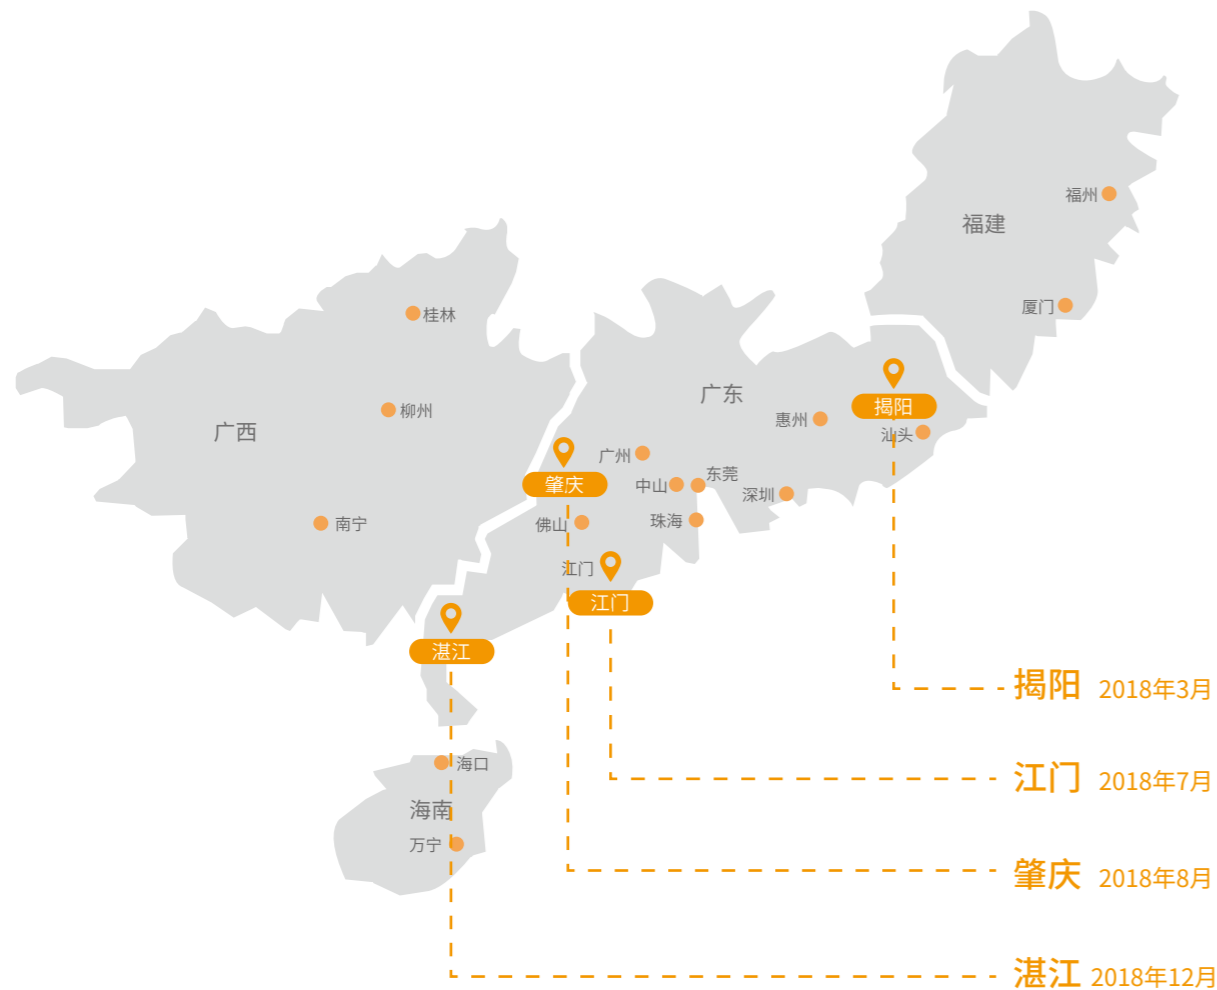 福州
福建
厦门
桂林
广东
柳州
揭阳
惠州
广西
汕头
广州
东莞
肇庆
中山
深圳
南宁
佛山
珠海
江门
江门
湛江
揭阳 2018年3月
海口
江门 2018年7月
海南
万宁
肇庆 2018年8月
湛江 2018年12月